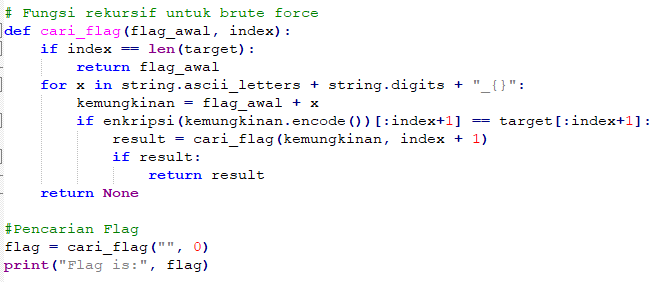 # Fungsi rekursif untuk brute force
def cari_flag(flag_awal, index):
    if index == len(target):
        return flag_awal
    for x in string.ascii_letters + string.digits + "_{}":
        kemungkinan = flag_awal + x
        if enkripsi(kemungkinan.encode())[:index+1] == target[:index+1]:
            result = cari_flag(kemungkinan, index + 1)
            if result:
                return result
    return None

#Pencarian Flag
flag = cari_flag("", 0)
print("Flag is:", flag)